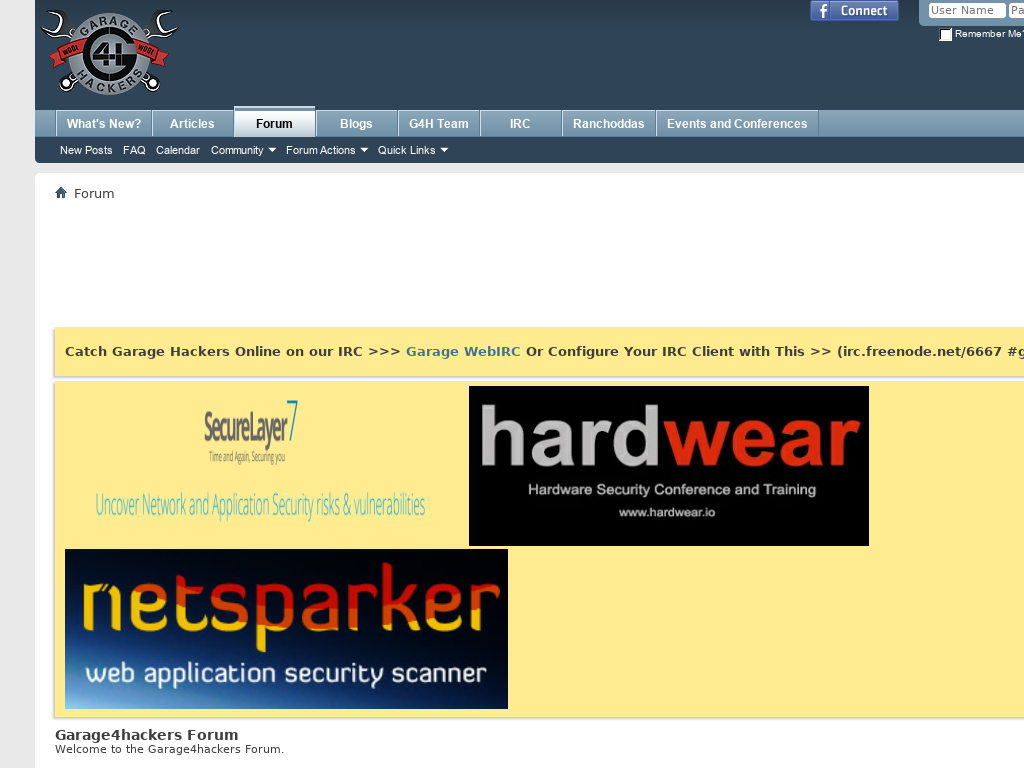 GARAGE
WOOT 4H WOOT
HACKERS
Connect
User Name
Pa
Remember Me?
What's New?
Articles
Forum
Blogs
G4H Team
IRC
Ranchoddas
Events and Conferences
New Posts
FAQ
Calendar
Community
Forum Actions
Quick Links
Forum
Catch Garage Hackers Online on our IRC >>> Garage WebIRC Or Configure Your IRC Client with This >> (irc.freenode.net/6667 #g
SecureLayer7
Time and Again, Securing you
Uncover Network and Application Security risks & vulnerabilities
hardwear
Hardware Security Conference and Training
www.hardwear.io
netsparker
web application security scanner
Garage4hackers Forum
Welcome to the Garage4hackers Forum.